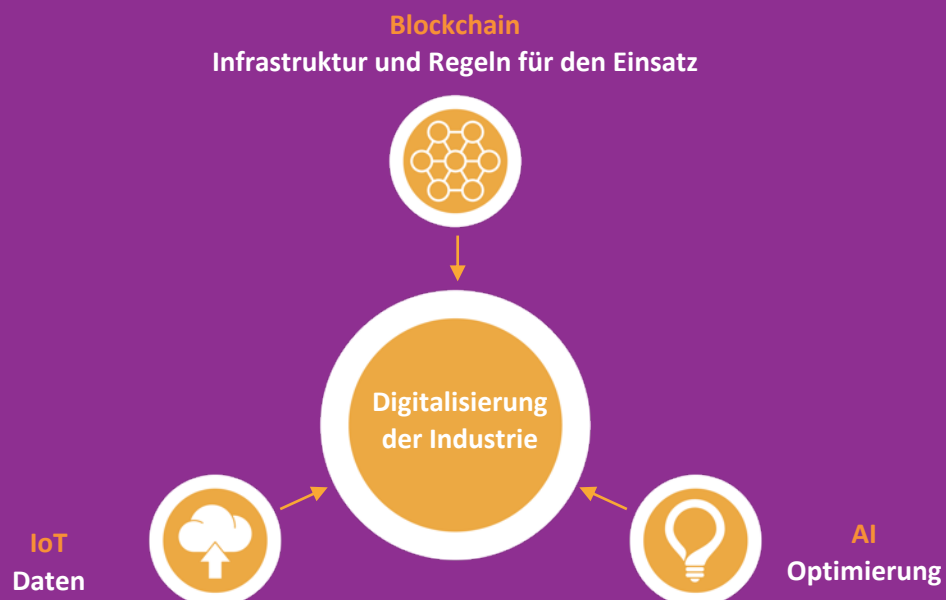 Blockchain
Infrastruktur und Regeln für den Einsatz
Digitalisierung
der Industrie
IoT
Daten
AI
Optimierung